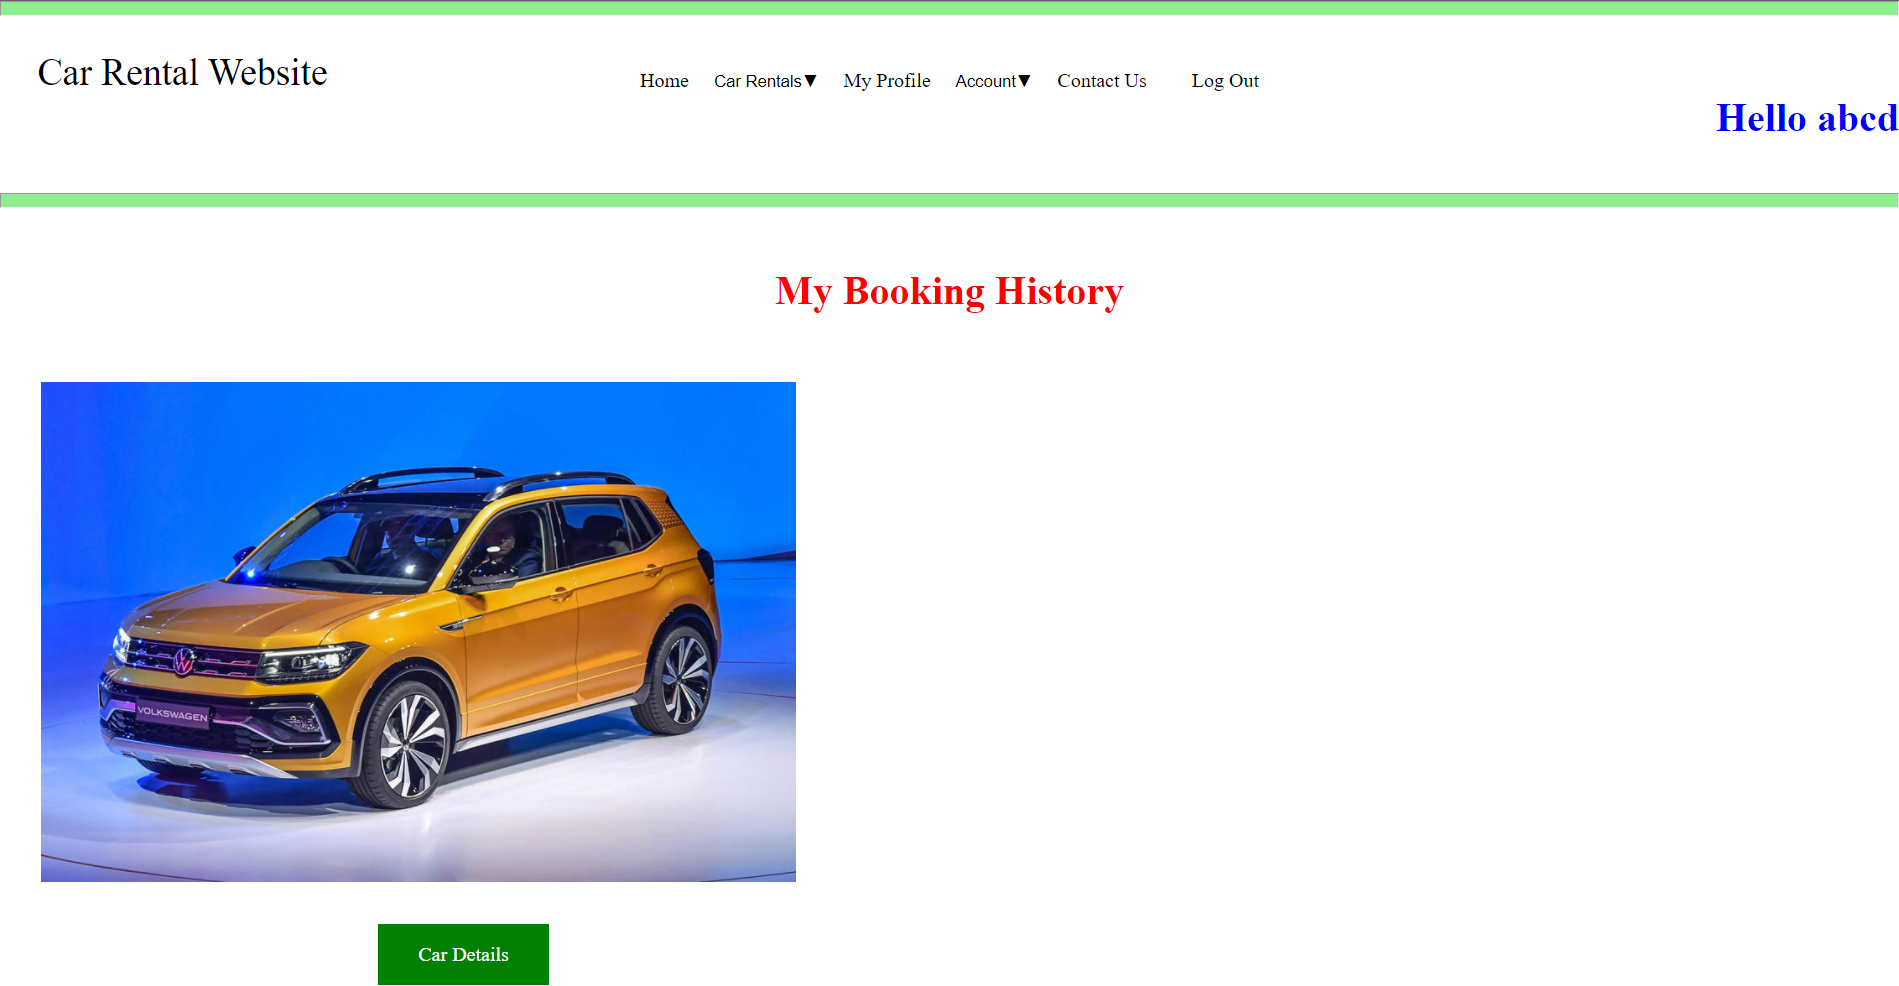 Car Rental Website
Home Car Rentals▼ My Profile Account▼ Contact Us Log Out
Hello abcd
My Booking History
VOLKSWAGEN
Car Details